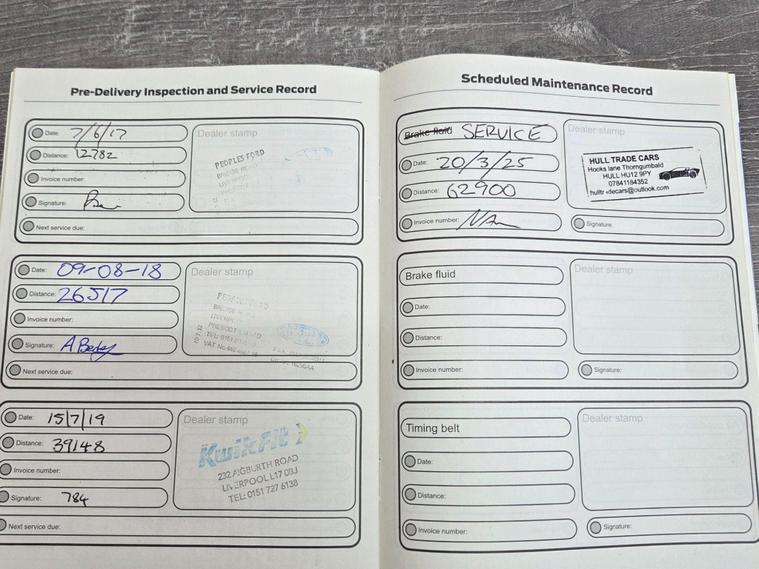 Pre-Delivery Inspection and Service Record
Date: 7/6/17
Distance: 12782
Invoice number:
Signature:
Next service due:
Dealer stamp
PEOPLES FORD
Date: 09-08-18
Distance: 26517
Invoice number:
Signature:
Next service due:
Dealer stamp
Date: 15/7/19
Distance: 39148
Invoice number:
Signature: 784
Next service due:
Dealer stamp
KwikFit
232 AIGBURTH ROAD
LIVERPOOL L17 0BJ
TEL: 0151 727 6138
Scheduled Maintenance Record
Brake fluid SERVICE
Date: 20/3/25
Distance: 62900
Invoice number:
Dealer stamp
HULL TRADE CARS
Hooks lane Thorngumbald
HULL HU12 9PY
07841184352
Signature:
Brake fluid
Date:
Distance:
Invoice number:
Dealer stamp
Signature:
Timing belt
Date:
Distance:
Invoice number:
Dealer stamp
Signature: